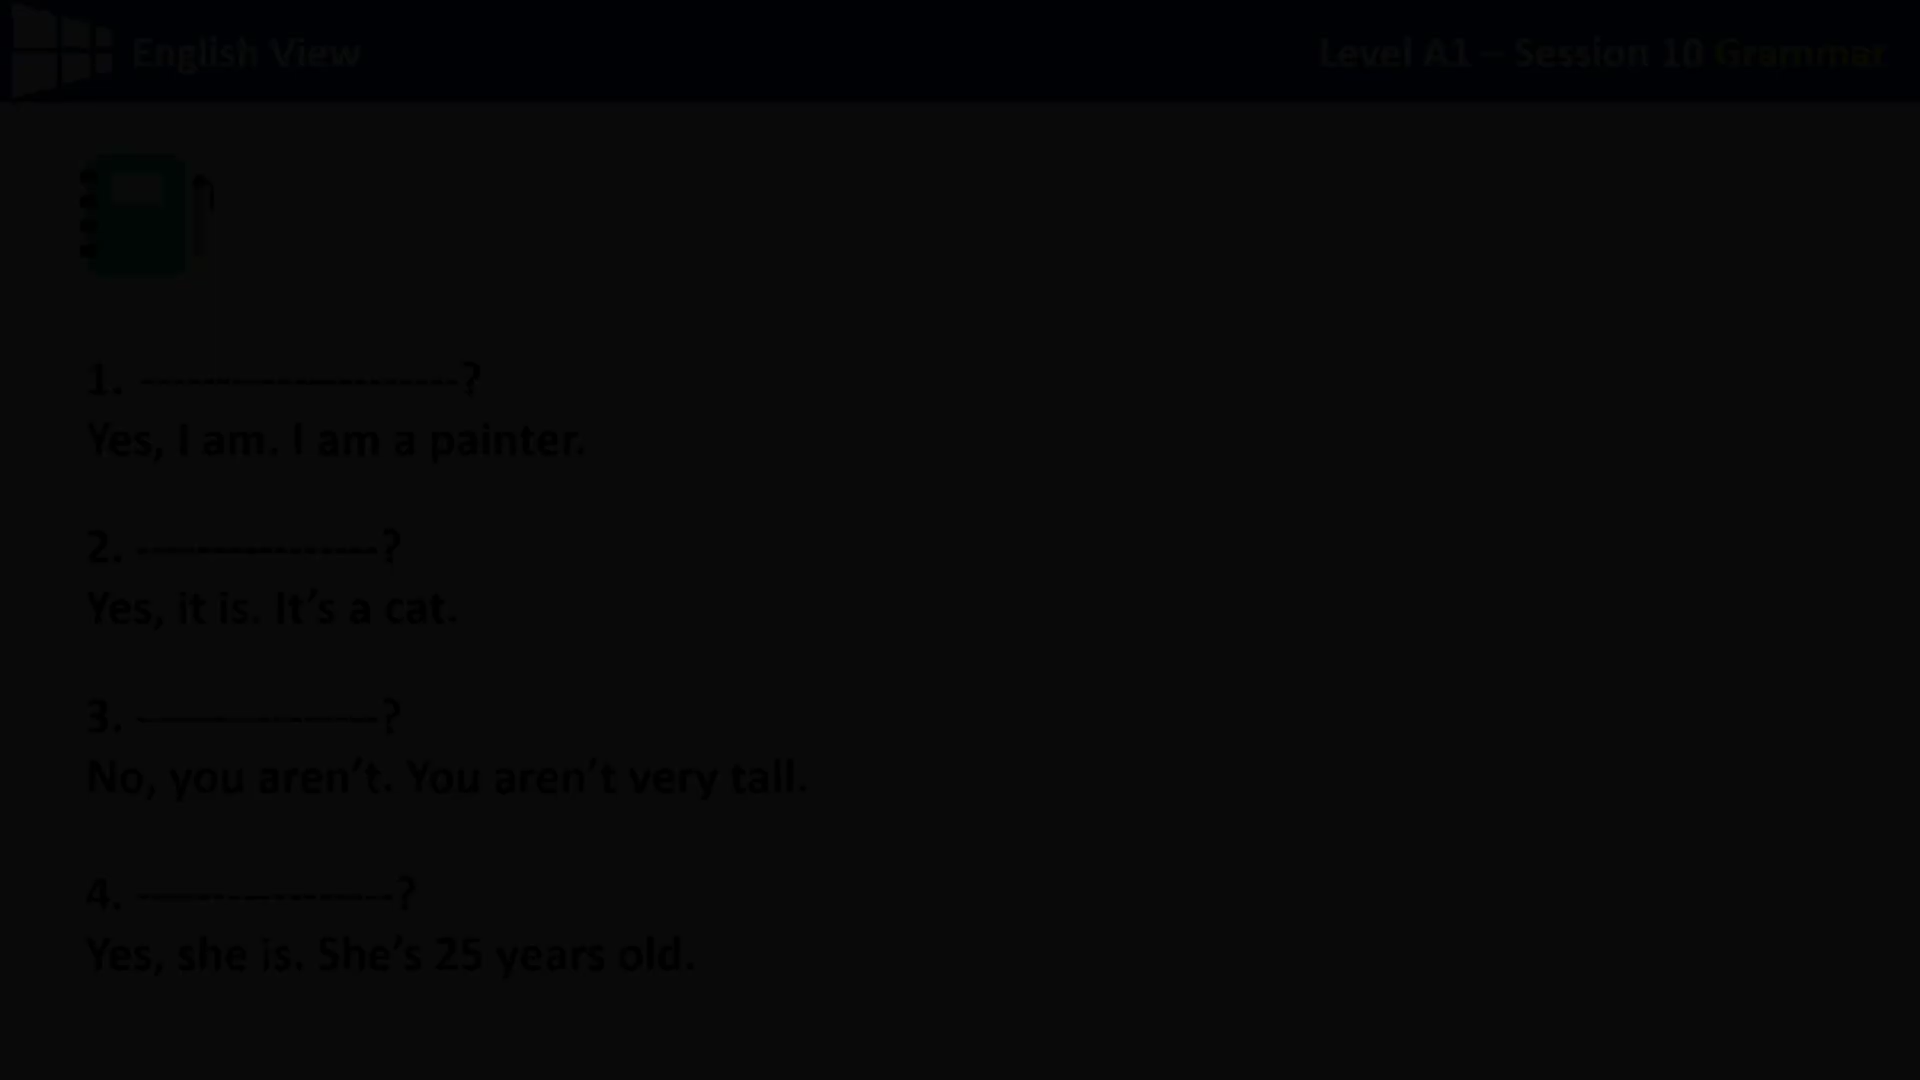 English View
Level A1 – Session 10 Grammar
1. ---------------------?
Yes, I am. I am a painter.
2. ----------------?
Yes, it is. It’s a cat.
3. ----------------?
No, you aren’t. You aren’t very tall.
4. -----------------?
Yes, she is. She’s 25 years old.